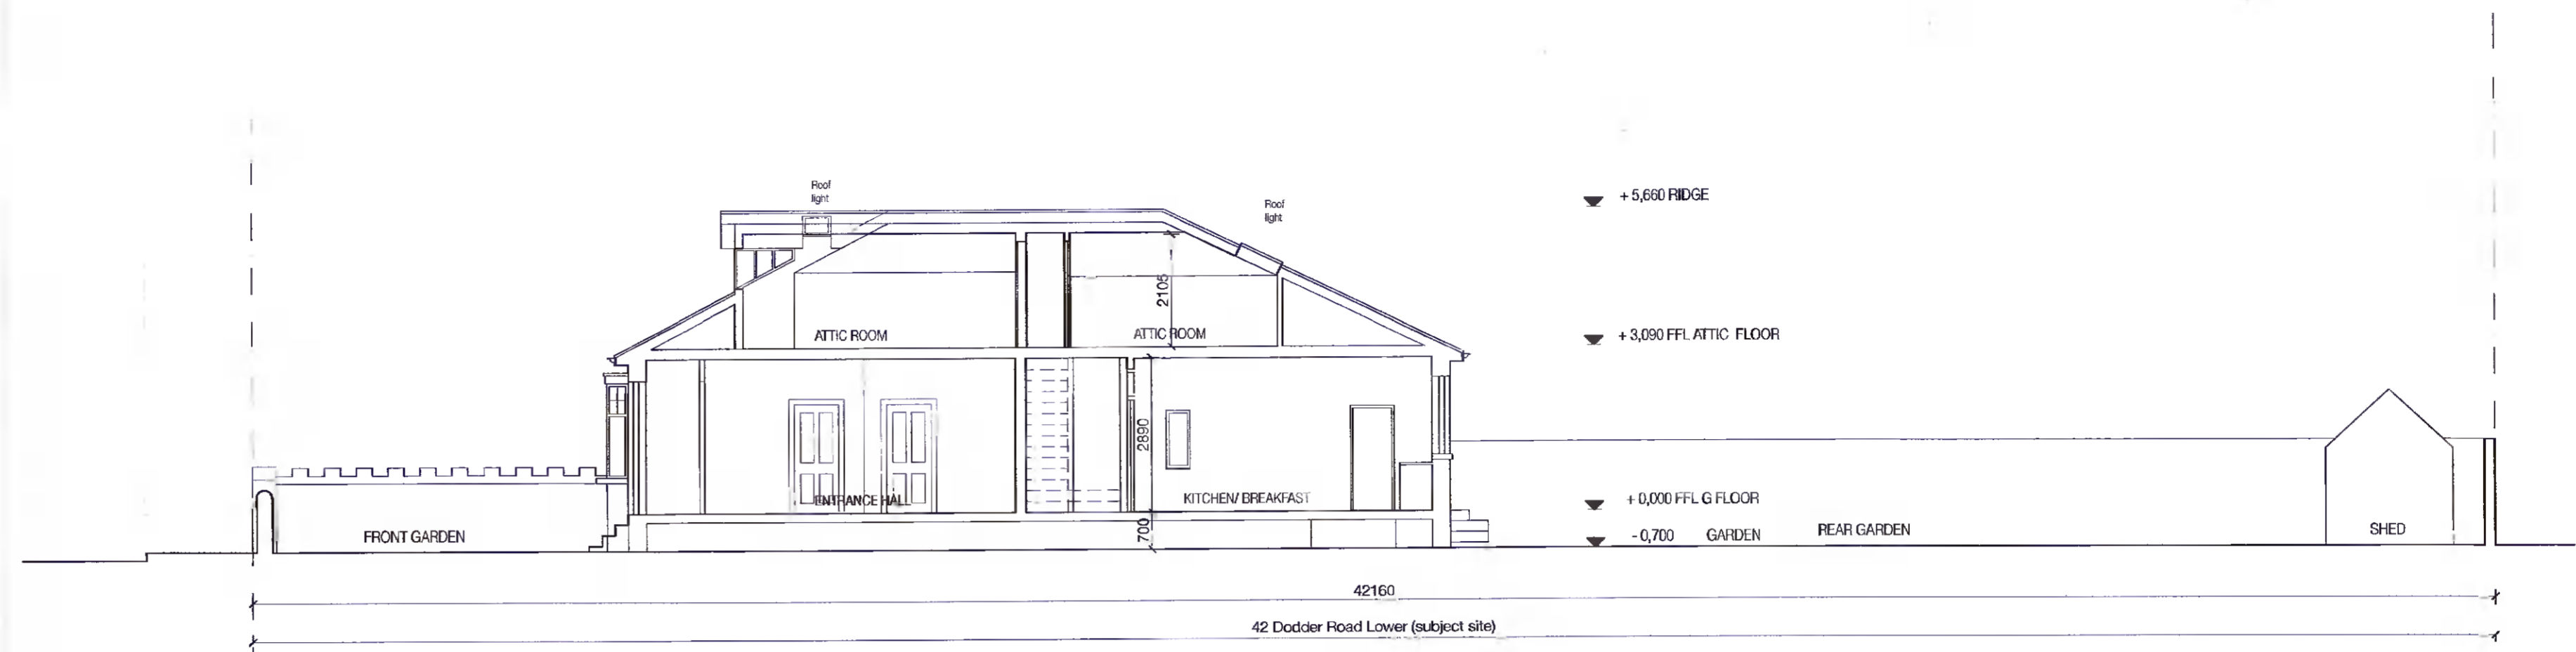 Roof
light
Roof
light
+ 5,660 RIDGE
2105
ATTIC ROOM
ATTIC ROOM
+ 3,090 FFL ATTIC FLOOR
2890
ENTRANCE HALL
KITCHEN/ BREAKFAST
+ 0,000 FFL G FLOOR
FRONT GARDEN
700
- 0,700 GARDEN
REAR GARDEN
SHED
42160
42 Dodder Road Lower (subject site)